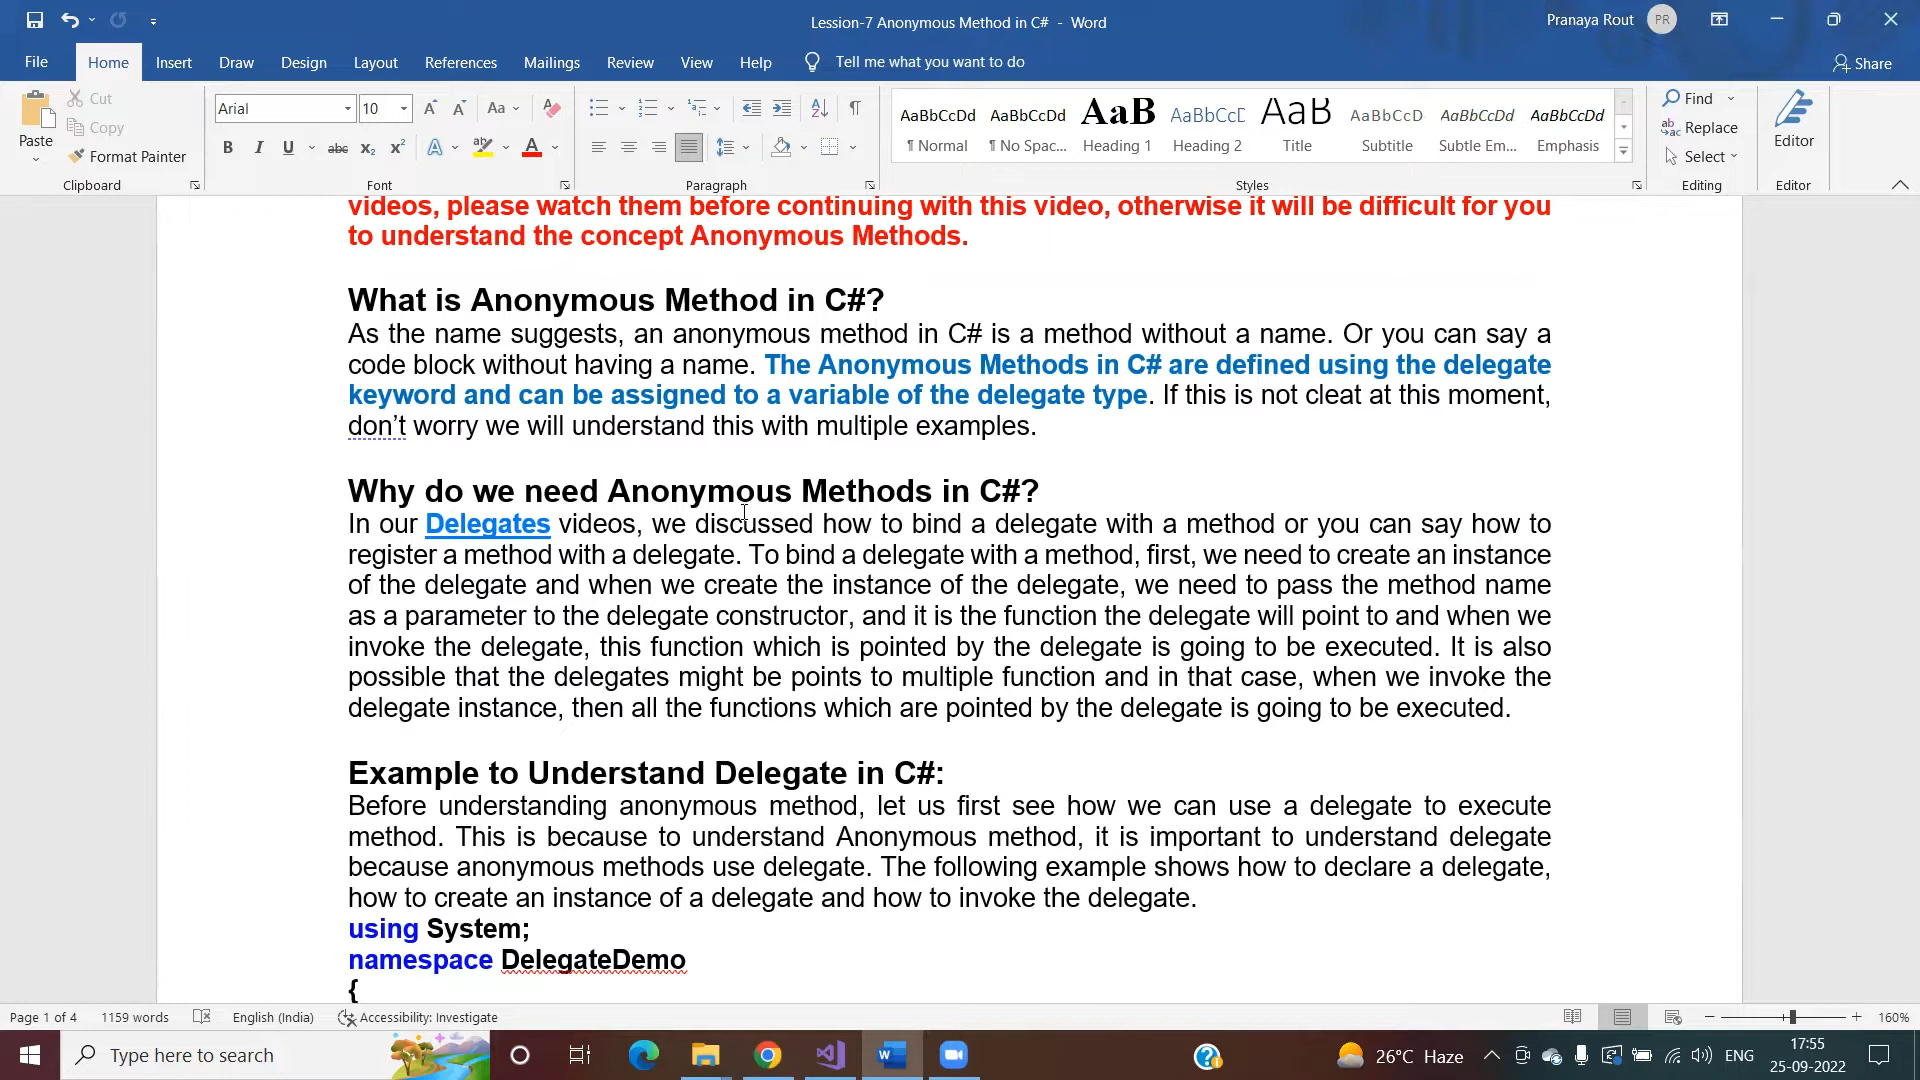 Lession-7 Anonymous Method in C# - Word
Pranaya Rout
PR
File
Home
Insert
Draw
Design
Layout
References
Mailings
Review
View
Help
Tell me what you want to do
Share
Paste
Cut
Copy
Format Painter
Clipboard
Arial
10
Aa
B I U abc x₂ x²
A
A
Font
Paragraph
AaBbCcDd
¶ Normal
AaBbCcDd
¶ No Spac...
AaB
Heading 1
AaBbCcC
Heading 2
AaB
Title
AaBbCcD
Subtitle
AaBbCcDd
Subtle Em...
AaBbCcDd
Emphasis
Styles
Find
Replace
Select
Editing
Editor
Editor
videos, please watch them before continuing with this video, otherwise it will be difficult for you
to understand the concept Anonymous Methods.
What is Anonymous Method in C#?
As the name suggests, an anonymous method in C# is a method without a name. Or you can say a
code block without having a name. The Anonymous Methods in C# are defined using the delegate
keyword and can be assigned to a variable of the delegate type. If this is not cleat at this moment,
don’t worry we will understand this with multiple examples.
Why do we need Anonymous Methods in C#?
In our Delegates videos, we discussed how to bind a delegate with a method or you can say how to
register a method with a delegate. To bind a delegate with a method, first, we need to create an instance
of the delegate and when we create the instance of the delegate, we need to pass the method name
as a parameter to the delegate constructor, and it is the function the delegate will point to and when we
invoke the delegate, this function which is pointed by the delegate is going to be executed. It is also
possible that the delegates might be points to multiple function and in that case, when we invoke the
delegate instance, then all the functions which are pointed by the delegate is going to be executed.
Example to Understand Delegate in C#:
Before understanding anonymous method, let us first see how we can use a delegate to execute
method. This is because to understand Anonymous method, it is important to understand delegate
because anonymous methods use delegate. The following example shows how to declare a delegate,
how to create an instance of a delegate and how to invoke the delegate.
using System;
namespace DelegateDemo
{
Page 1 of 4
1159 words
English (India)
Accessibility: Investigate
160%
Type here to search
26°C Haze
ENG
17:55
25-09-2022